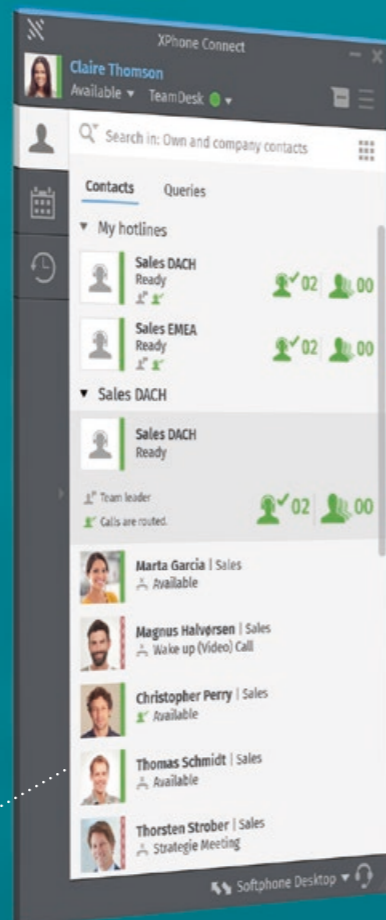 XPhone Connect
Claire Thomson
Available TeamDesk
Search in: Own and company contacts
Contacts Queries
My hotlines
Sales DACH
Ready
02 00
Sales EMEA
Ready
02 00
Sales DACH
Sales DACH
Ready
Team leader
02 00
Calls are routed.
Marta Garcia | Sales
Available
Magnus Halvørsen | Sales
Wake up (Video) Call
Christopher Perry | Sales
Available
Thomas Schmidt | Sales
Available
Thorsten Strober | Sales
Strategie Meeting
Softphone Desktop